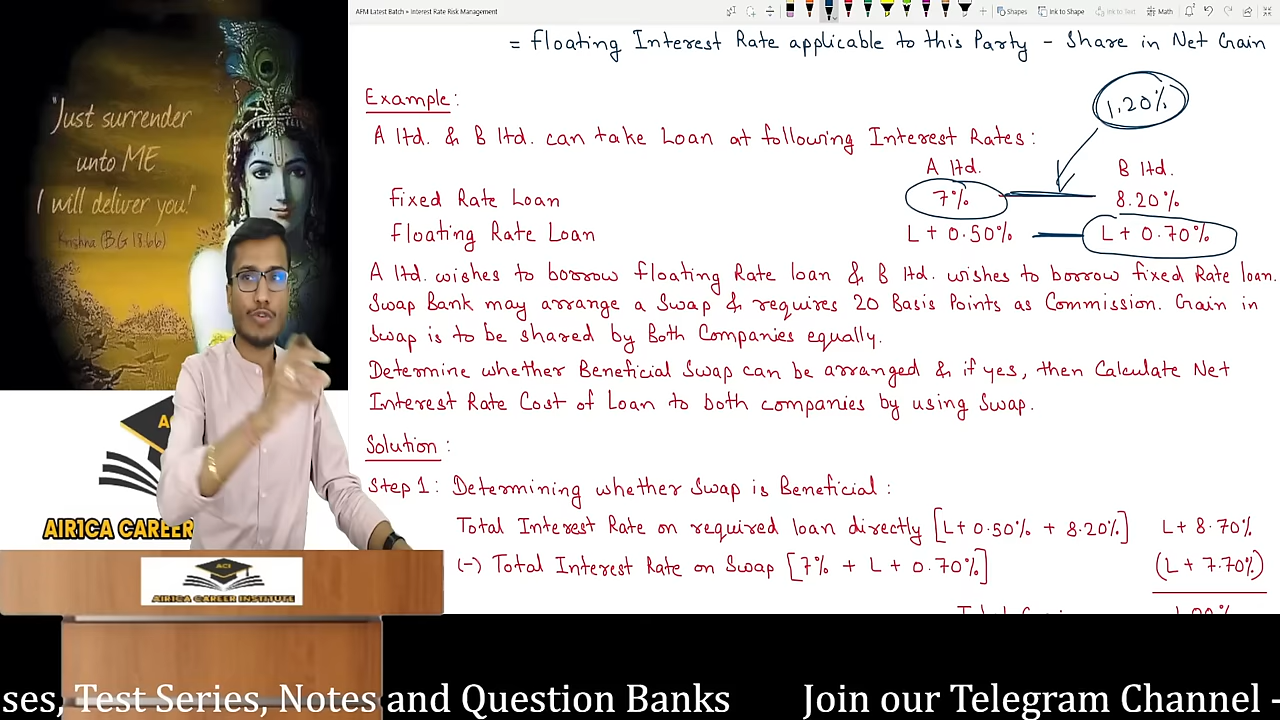 AFM Latest Batch > Interest Rate Risk Management
Shapes
Ink to Shape
Ink to Text
Math
= Floating Interest Rate applicable to this Party - Share in Net Gain
"Just surrender
unto ME
I will deliver you!"
Krishna (B.G 18:66)
1.20%
Example:
A Ltd. & B Ltd. can take Loan at following Interest Rates:
A Ltd. B Ltd.
Fixed Rate Loan 7% 8.20%
Floating Rate Loan L + 0.50% L + 0.70%
A Ltd. wishes to borrow floating Rate loan & B Ltd. wishes to borrow fixed Rate loan.
Swap Bank may arrange a Swap & requires 20 Basis Points as Commission. Gain in
Swap is to be shared by Both Companies equally.
Determine whether Beneficial Swap can be arranged & if yes, then Calculate Net
Interest Rate Cost of Loan to both companies by using Swap.
Solution:
Step 1: Determining whether Swap is Beneficial:
Total Interest Rate on required loan directly [L+0.50% + 8.20%] L + 8.70%
(-) Total Interest Rate on Swap [7% + L + 0.70%] (L + 7.70%)
AIR1CA CAREER
ACI
AIR1CA CAREER INSTITUTE
ses, Test Series, Notes and Question Banks Join our Telegram Channel -